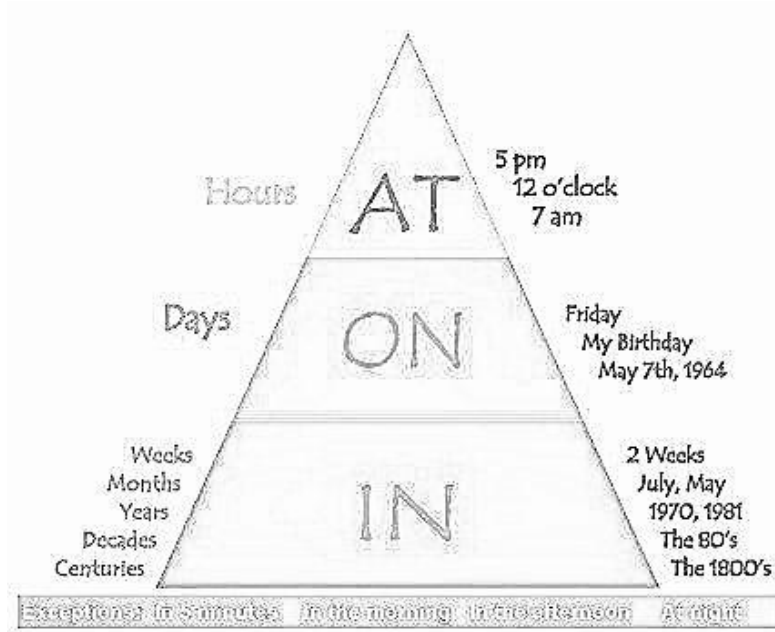 5 pm
Hours AT 12 o'clock
7 am
Days ON Friday
My Birthday
May 7th, 1964
Weeks 2 Weeks
Months July, May
Years IN 1970, 1981
Decades The 80's
Centuries The 1800's
Exceptions: In 5 minutes In the morning In the afternoon At night